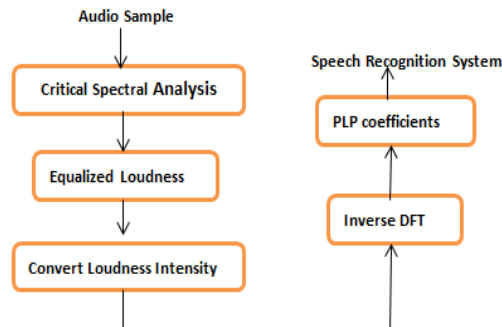 Audio Sample
Critical Spectral Analysis
Equalized Loudness
Convert Loudness Intensity
Speech Recognition System
PLP coefficients
Inverse DFT